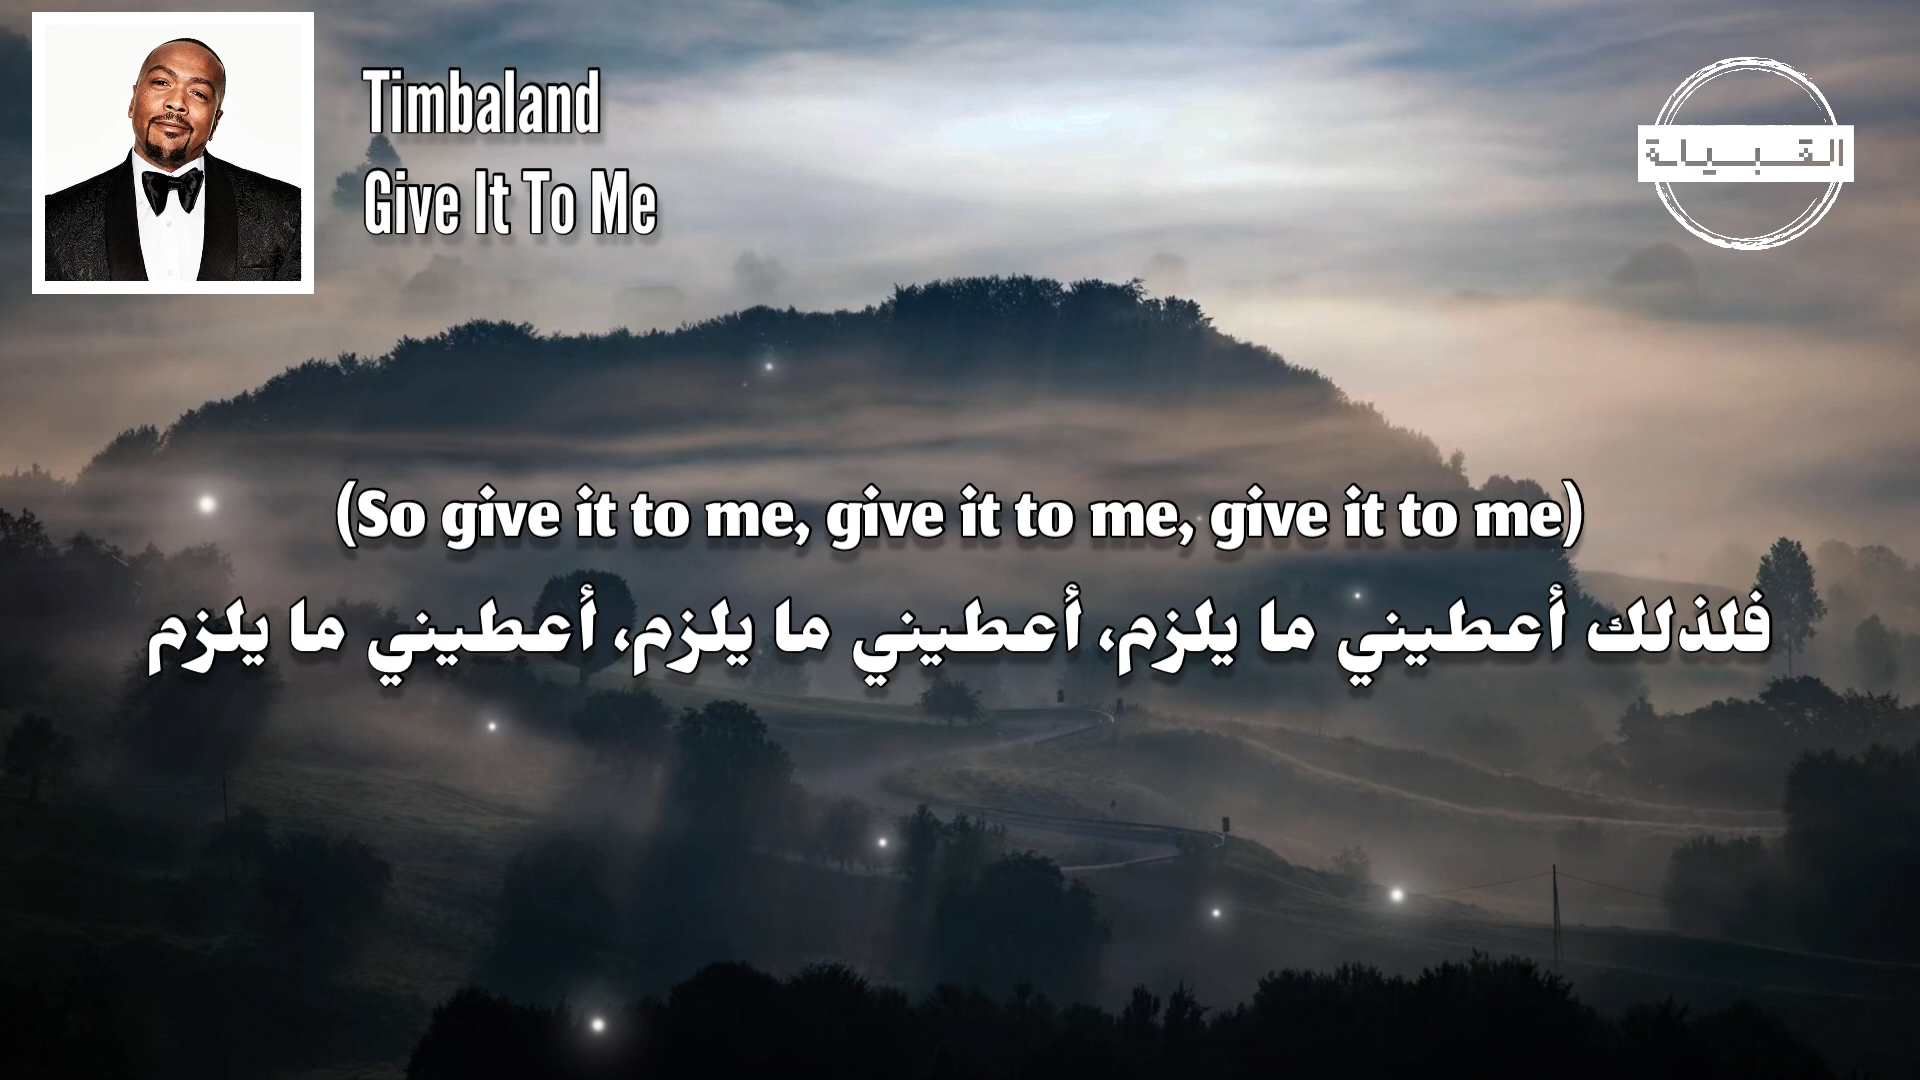 Timbaland
Give It To Me
القبيانة
(So give it to me, give it to me, give it to me)
فلذلك أعطيني ما يلزم، أعطيني ما يلزم، أعطيني ما يلزم